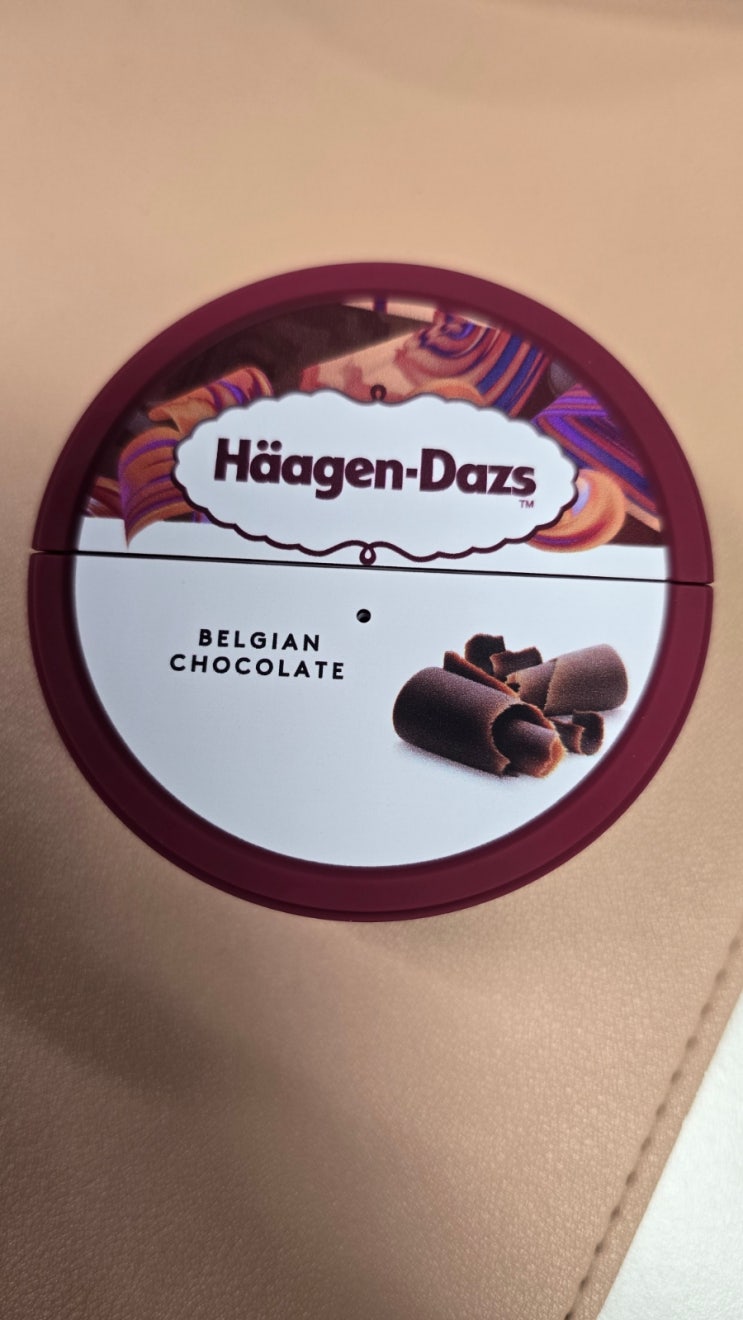 Häagen-Dazs
TM
BELGIAN
CHOCOLATE